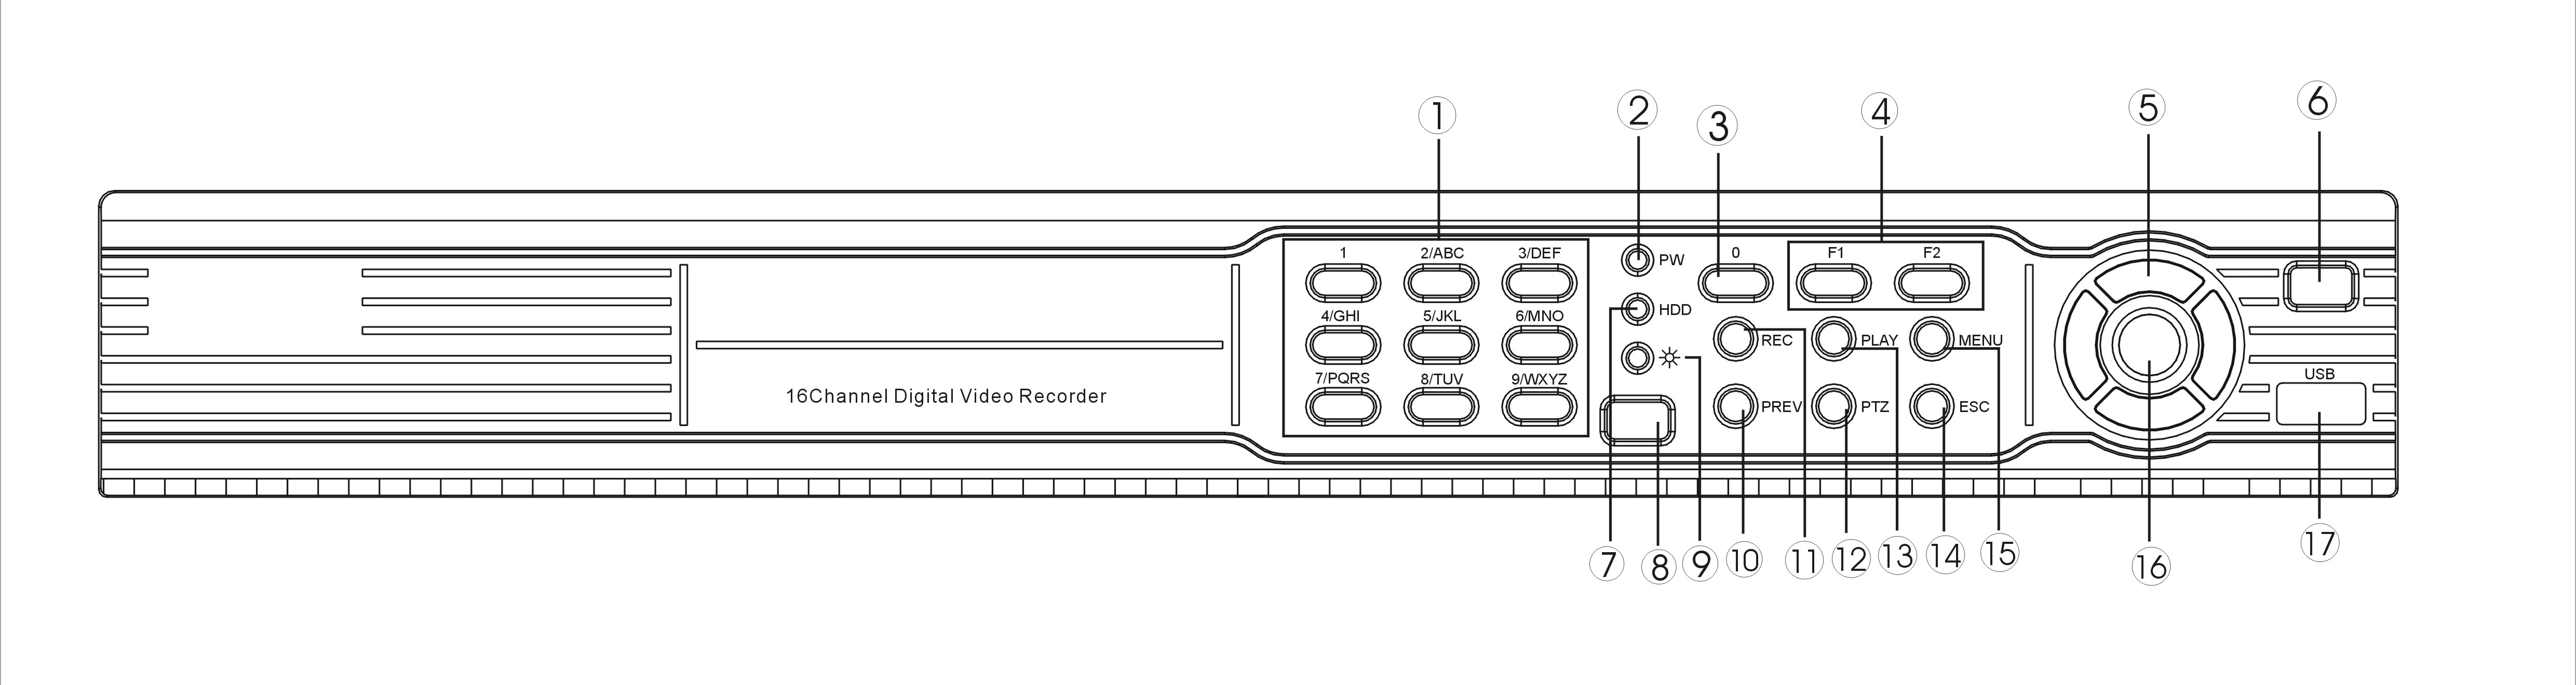 ① ② ③ ④ ⑤ ⑥
1 2/ABC 3/DEF PW 0 F1 F2
HDD
4/GHI 5/JKL 6/MNO
REC PLAY MENU
USB
7/PQRS 8/TUV 9/WXYZ
16Channel Digital Video Recorder
PREV PTZ ESC
⑦ ⑧ ⑨ ⑩ ⑪ ⑫ ⑬ ⑭ ⑮ ⑯ ⑰